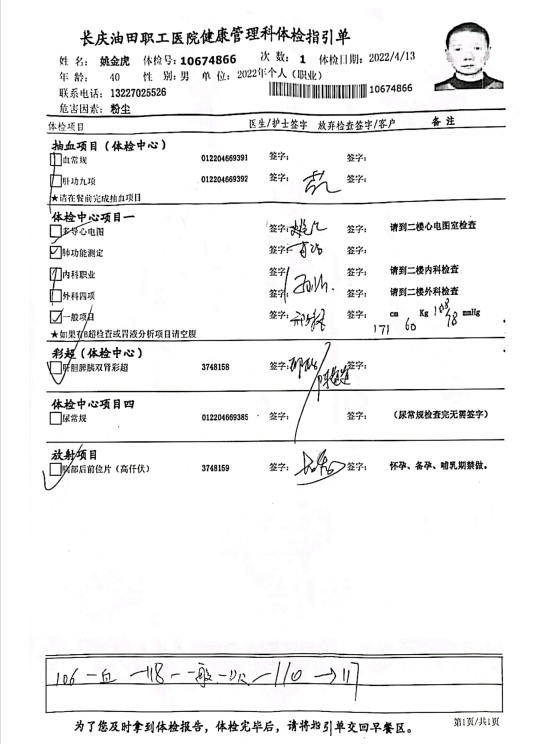 长庆油田职工医院健康管理科体检指引单
姓 名: 姚金虎 体检号: 10674866 次 数: 1 体检日期: 2022/4/13
年 龄: 40 性 别: 男 单 位: 2022年个人(职业)
联系电话: 13227025526 10674866
危害因素: 粉尘
体检项目 医生/护士签字 放弃检查签字/客户 备 注
抽血项目(体检中心)
血常规 012204669391 签字: 签字:
肝功九项 012204669392 签字: 签字:
★请在餐前完成抽血项目
体检中心项目一
多导心电图 签字: 签字: 请到二楼心电图室检查
肺功能测定 签字: 签字:
内科职业 签字: 签字: 请到二楼内科检查
外科四项 签字: 签字: 请到二楼外科检查
一般项目 签字: 签字: 171 cm 60 Kg 108/78 mmHg
★如果有B超检查或胃液分析项目请空腹
彩超(体检中心)
肝胆脾胰双肾彩超 3748158 签字: 签字:
体检中心项目四
尿常规 012204669385 签字: 签字: (尿常规检查完无需签字)
放射项目
胸部后前位片(高仟伏) 3748159 签字: 签字: 怀孕、备孕、哺乳期禁做。
106 一血 一118 一一般 一 一110 → 117
为了您及时拿到体检报告,体检完毕后,请将指引单交回早餐区。 第1页/共1页